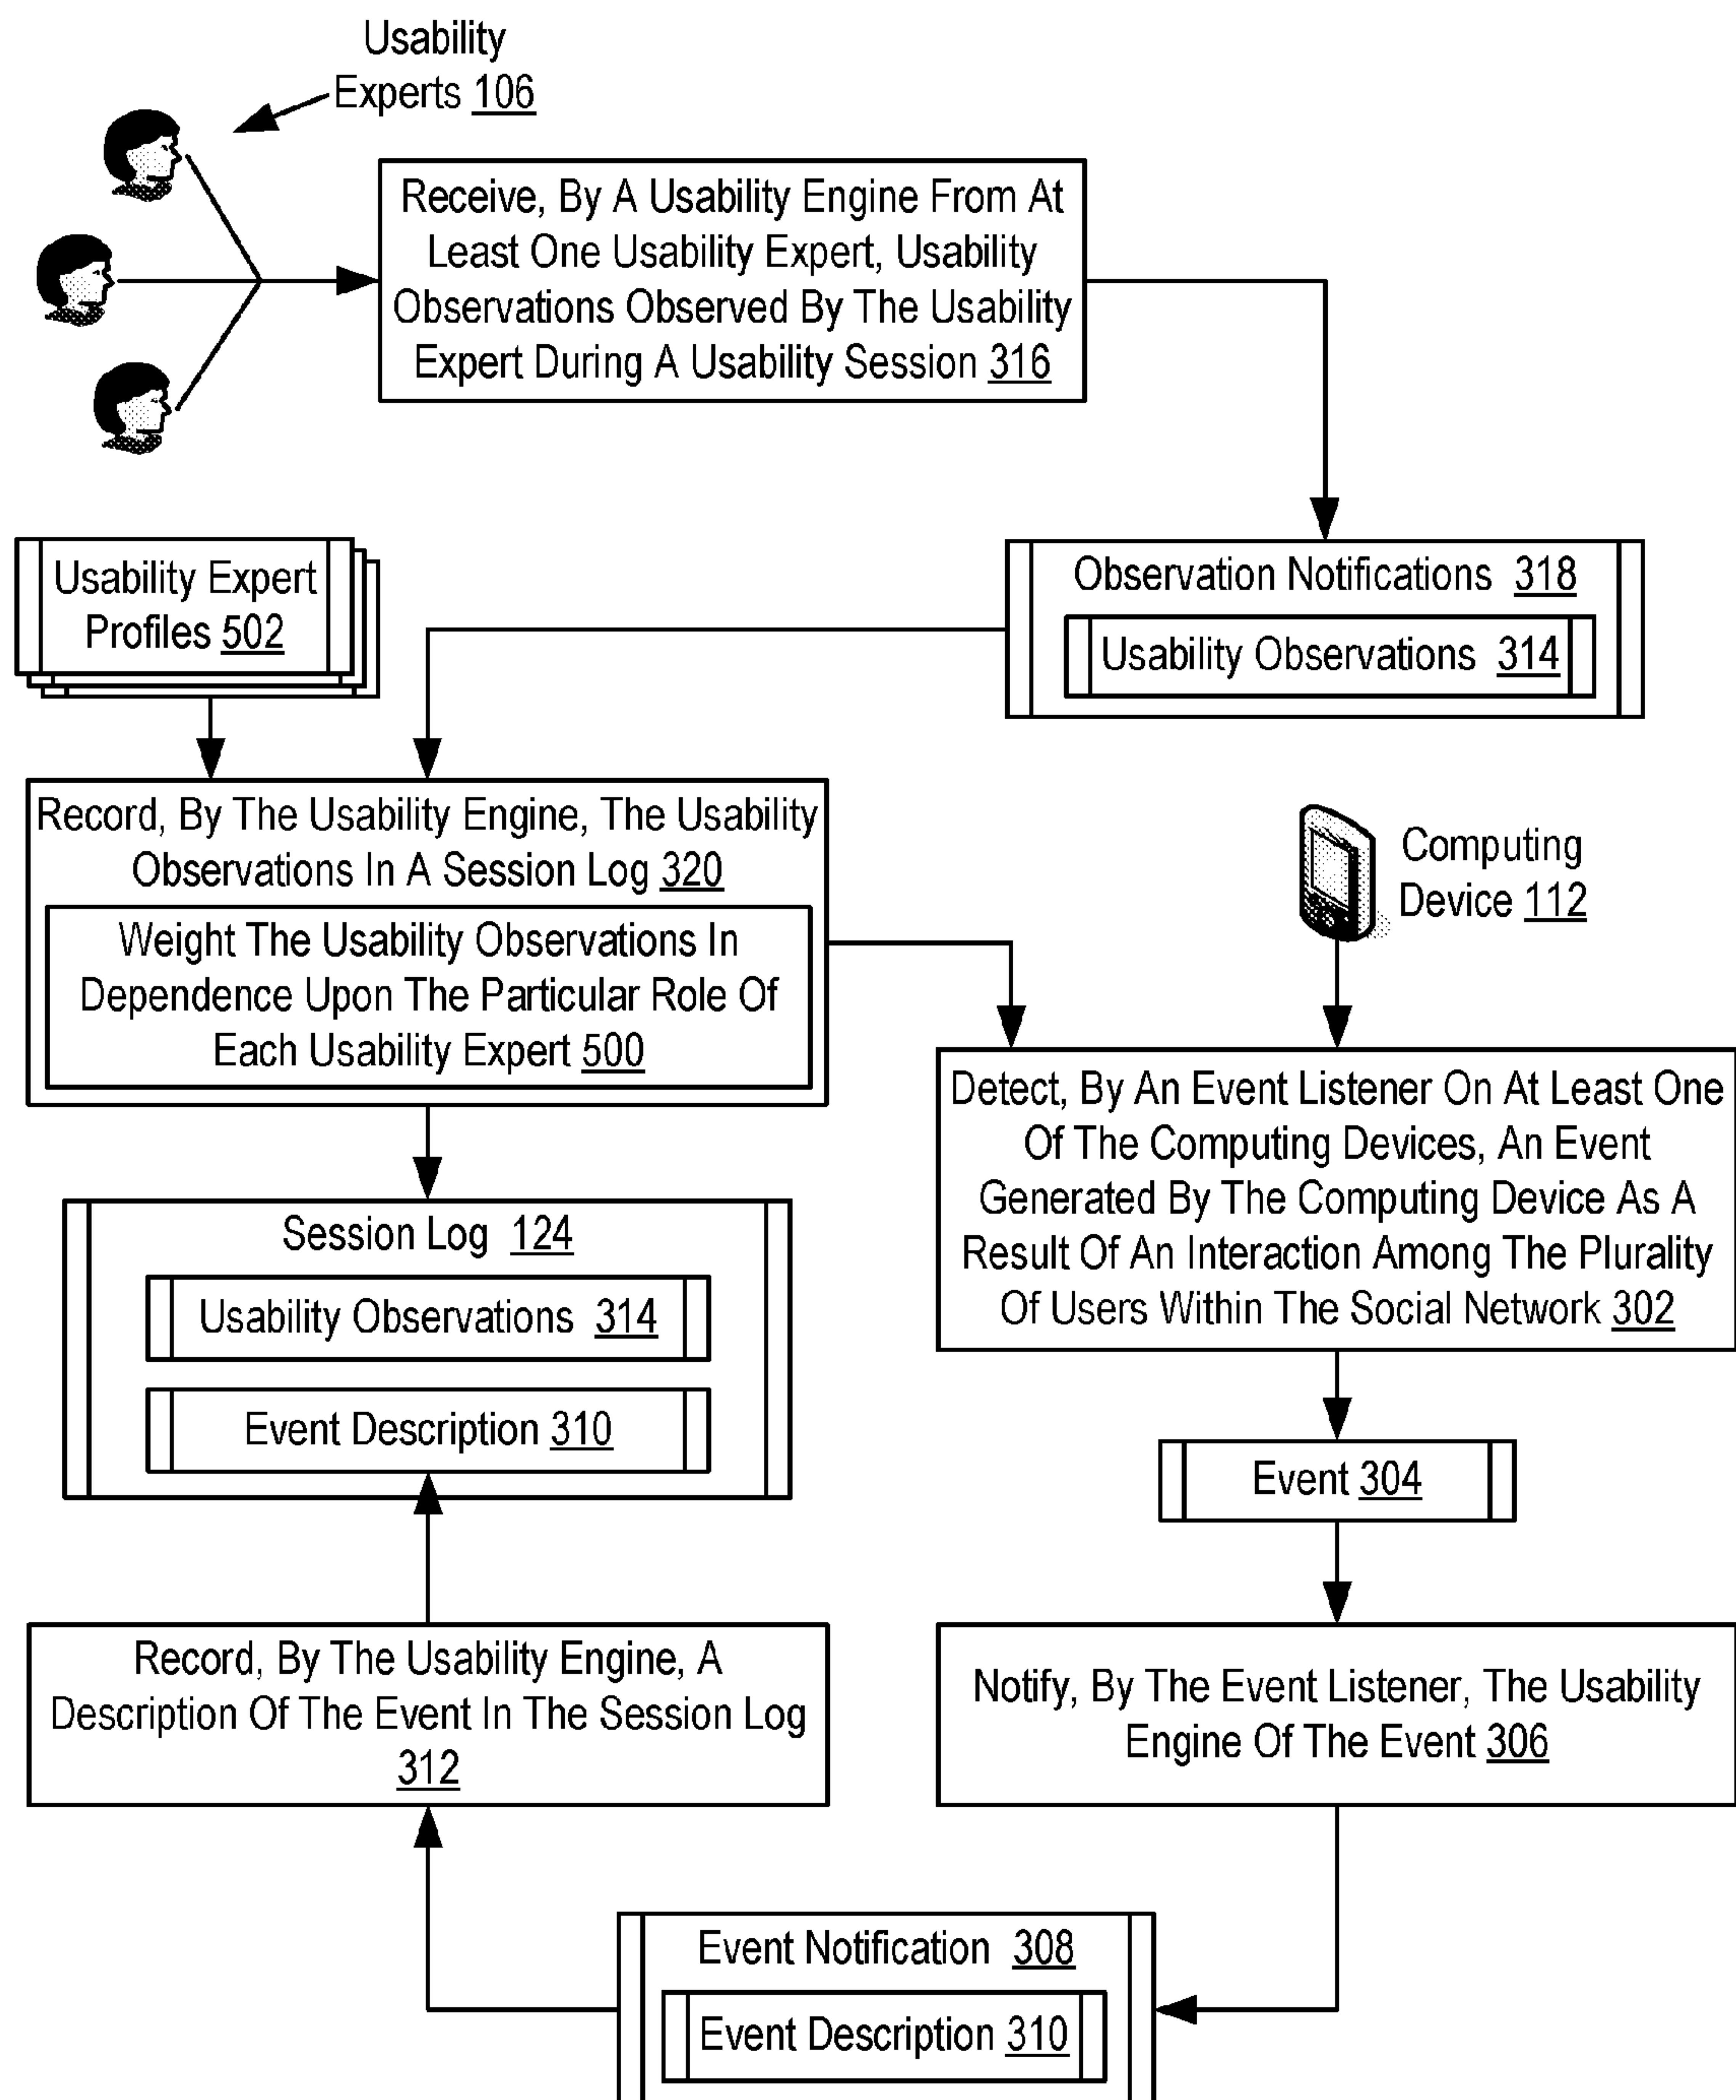 Usability
Experts 106
Receive, By A Usability Engine From At
Least One Usability Expert, Usability
Observations Observed By The Usability
Expert During A Usability Session 316
Usability Expert
Profiles 502
Observation Notifications 318
Usability Observations 314
Record, By The Usability Engine, The Usability
Observations In A Session Log 320
Weight The Usability Observations In
Dependence Upon The Particular Role Of
Each Usability Expert 500
Computing
Device 112
Detect, By An Event Listener On At Least One
Of The Computing Devices, An Event
Generated By The Computing Device As A
Result Of An Interaction Among The Plurality
Of Users Within The Social Network 302
Session Log 124
Usability Observations 314
Event Description 310
Event 304
Record, By The Usability Engine, A
Description Of The Event In The Session Log
312
Notify, By The Event Listener, The Usability
Engine Of The Event 306
Event Notification 308
Event Description 310